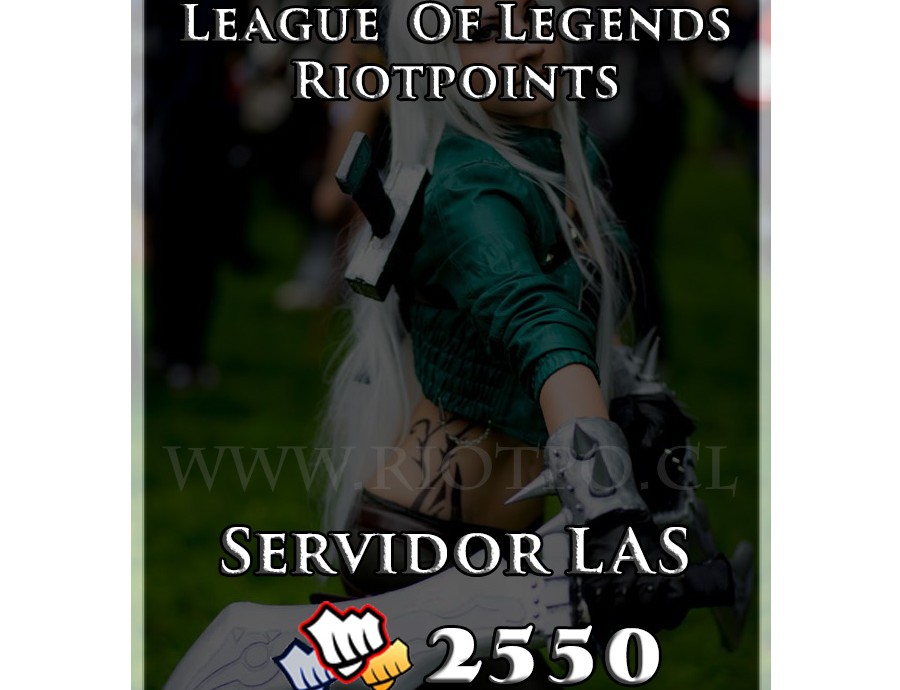 League Of Legends
Riotpoints
www.riotpo.cl
Servidor LAS
2550